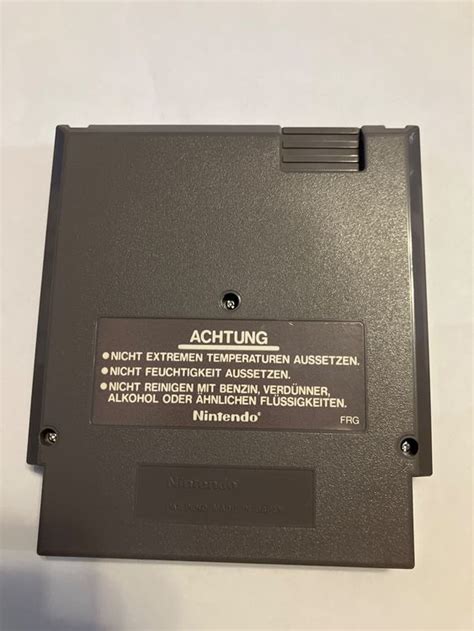 ACHTUNG
●NICHT EXTREMEN TEMPERATUREN AUSSETZEN.
●NICHT FEUCHTIGKEIT AUSSETZEN.
●NICHT REINIGEN MIT BENZIN, VERDÜNNER,
ALKOHOL ODER ÄHNLICHEN FLÜSSIGKEITEN.
Nintendo®
FRG
Nintendo